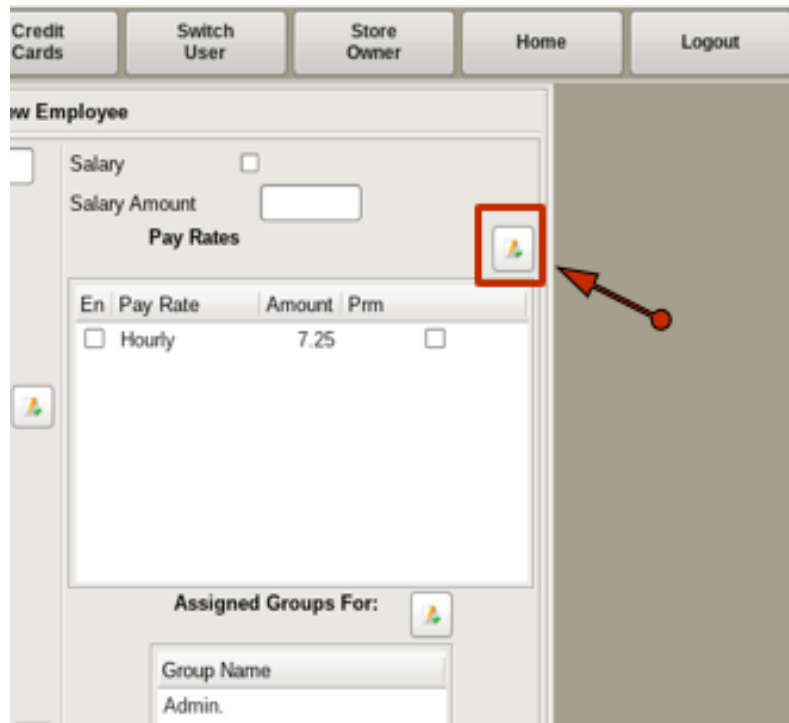 Credit Cards
Switch User
Store Owner
Home
Logout
ew Employee
Salary
Salary Amount
Pay Rates
En Pay Rate Amount Prm
Hourly 7.25
Assigned Groups For:
Group Name
Admin.